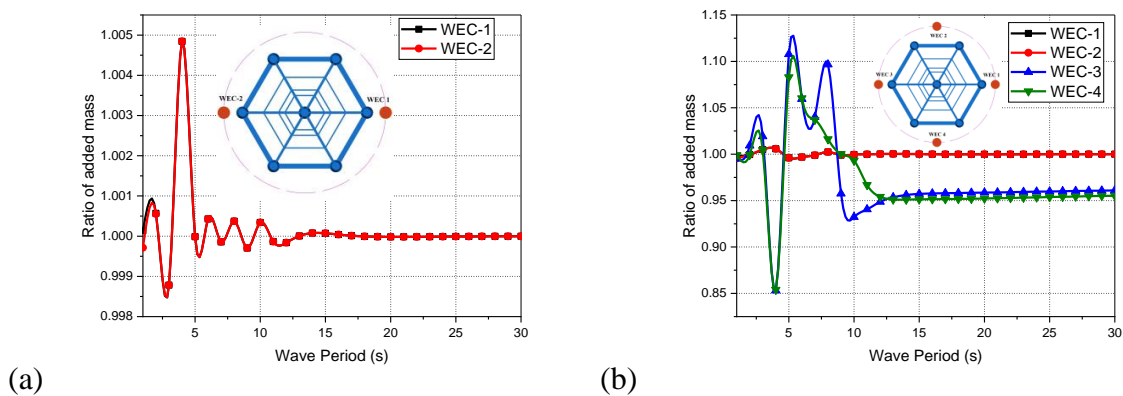 1.005
1.004
1.003
1.002
1.001
1.000
0.999
0.998
Ratio of added mass
5 10 15 20 25 30
Wave Period (s)
WEC-1
WEC-2
WEC-2
WEC 1
(a)
1.15
1.10
1.05
1.00
0.95
0.90
0.85
Ratio of added mass
5 10 15 20 25 30
Wave Period (s)
WEC-1
WEC-2
WEC-3
WEC-4
WEC 2
WEC 3
WEC 1
WEC 4
(b)